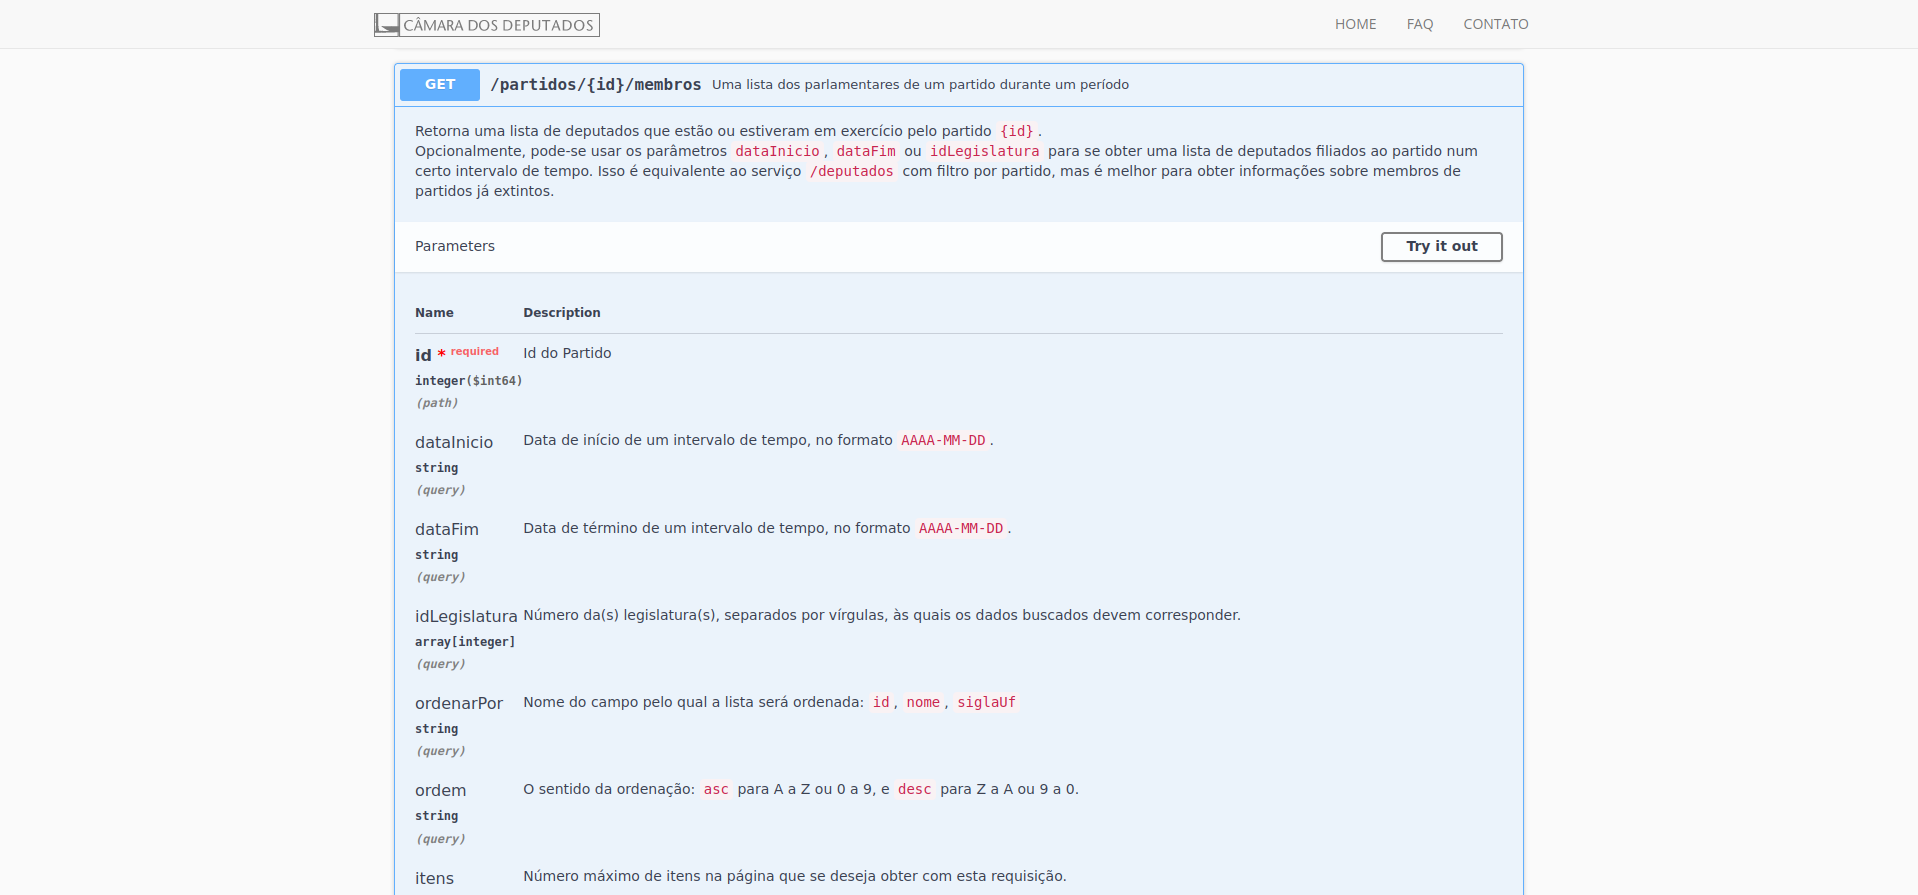 CÂMARA DOS DEPUTADOS
HOME FAQ CONTATO
GET /partidos/{id}/membros Uma lista dos parlamentares de um partido durante um período
Retorna uma lista de deputados que estão ou estiveram em exercício pelo partido {id}.
Opcionalmente, pode-se usar os parâmetros dataInicio, dataFim ou idLegislatura para se obter uma lista de deputados filiados ao partido num
certo intervalo de tempo. Isso é equivalente ao serviço /deputados com filtro por partido, mas é melhor para obter informações sobre membros de
partidos já extintos.
Parameters Try it out
Name Description
id * required Id do Partido
integer($int64)
(path)
dataInicio Data de início de um intervalo de tempo, no formato AAAA-MM-DD.
string
(query)
dataFim Data de término de um intervalo de tempo, no formato AAAA-MM-DD.
string
(query)
idLegislatura Número da(s) legislatura(s), separados por vírgulas, às quais os dados buscados devem corresponder.
array[integer]
(query)
ordenarPor Nome do campo pelo qual a lista será ordenada: id, nome, siglaUf
string
(query)
ordem O sentido da ordenação: asc para A a Z ou 0 a 9, e desc para Z a A ou 9 a 0.
string
(query)
itens Número máximo de itens na página que se deseja obter com esta requisição.